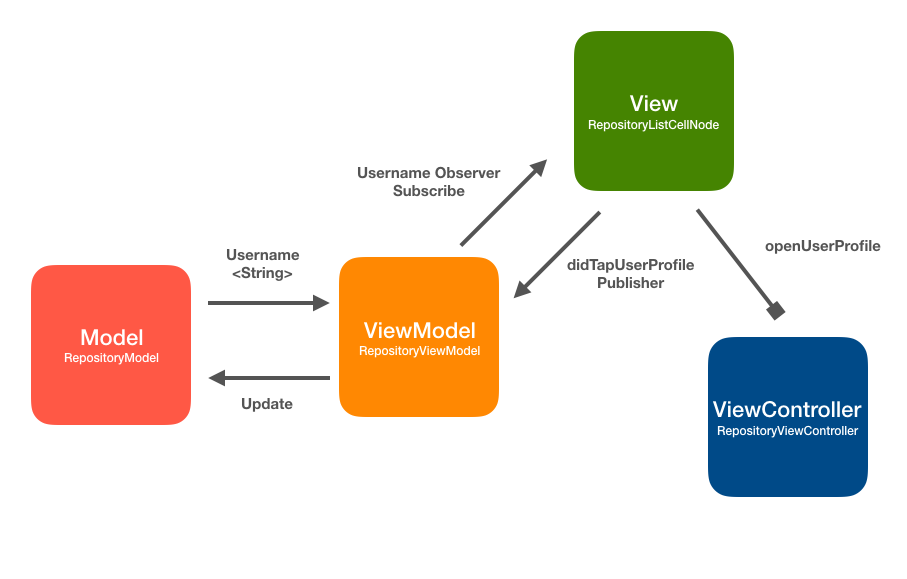 View
RepositoryListCellNode
Username Observer
Subscribe
openUserProfile
Username
<String>
didTapUserProfile
Publisher
Model
RepositoryModel
ViewModel
RepositoryViewModel
Update
ViewController
RepositoryViewController